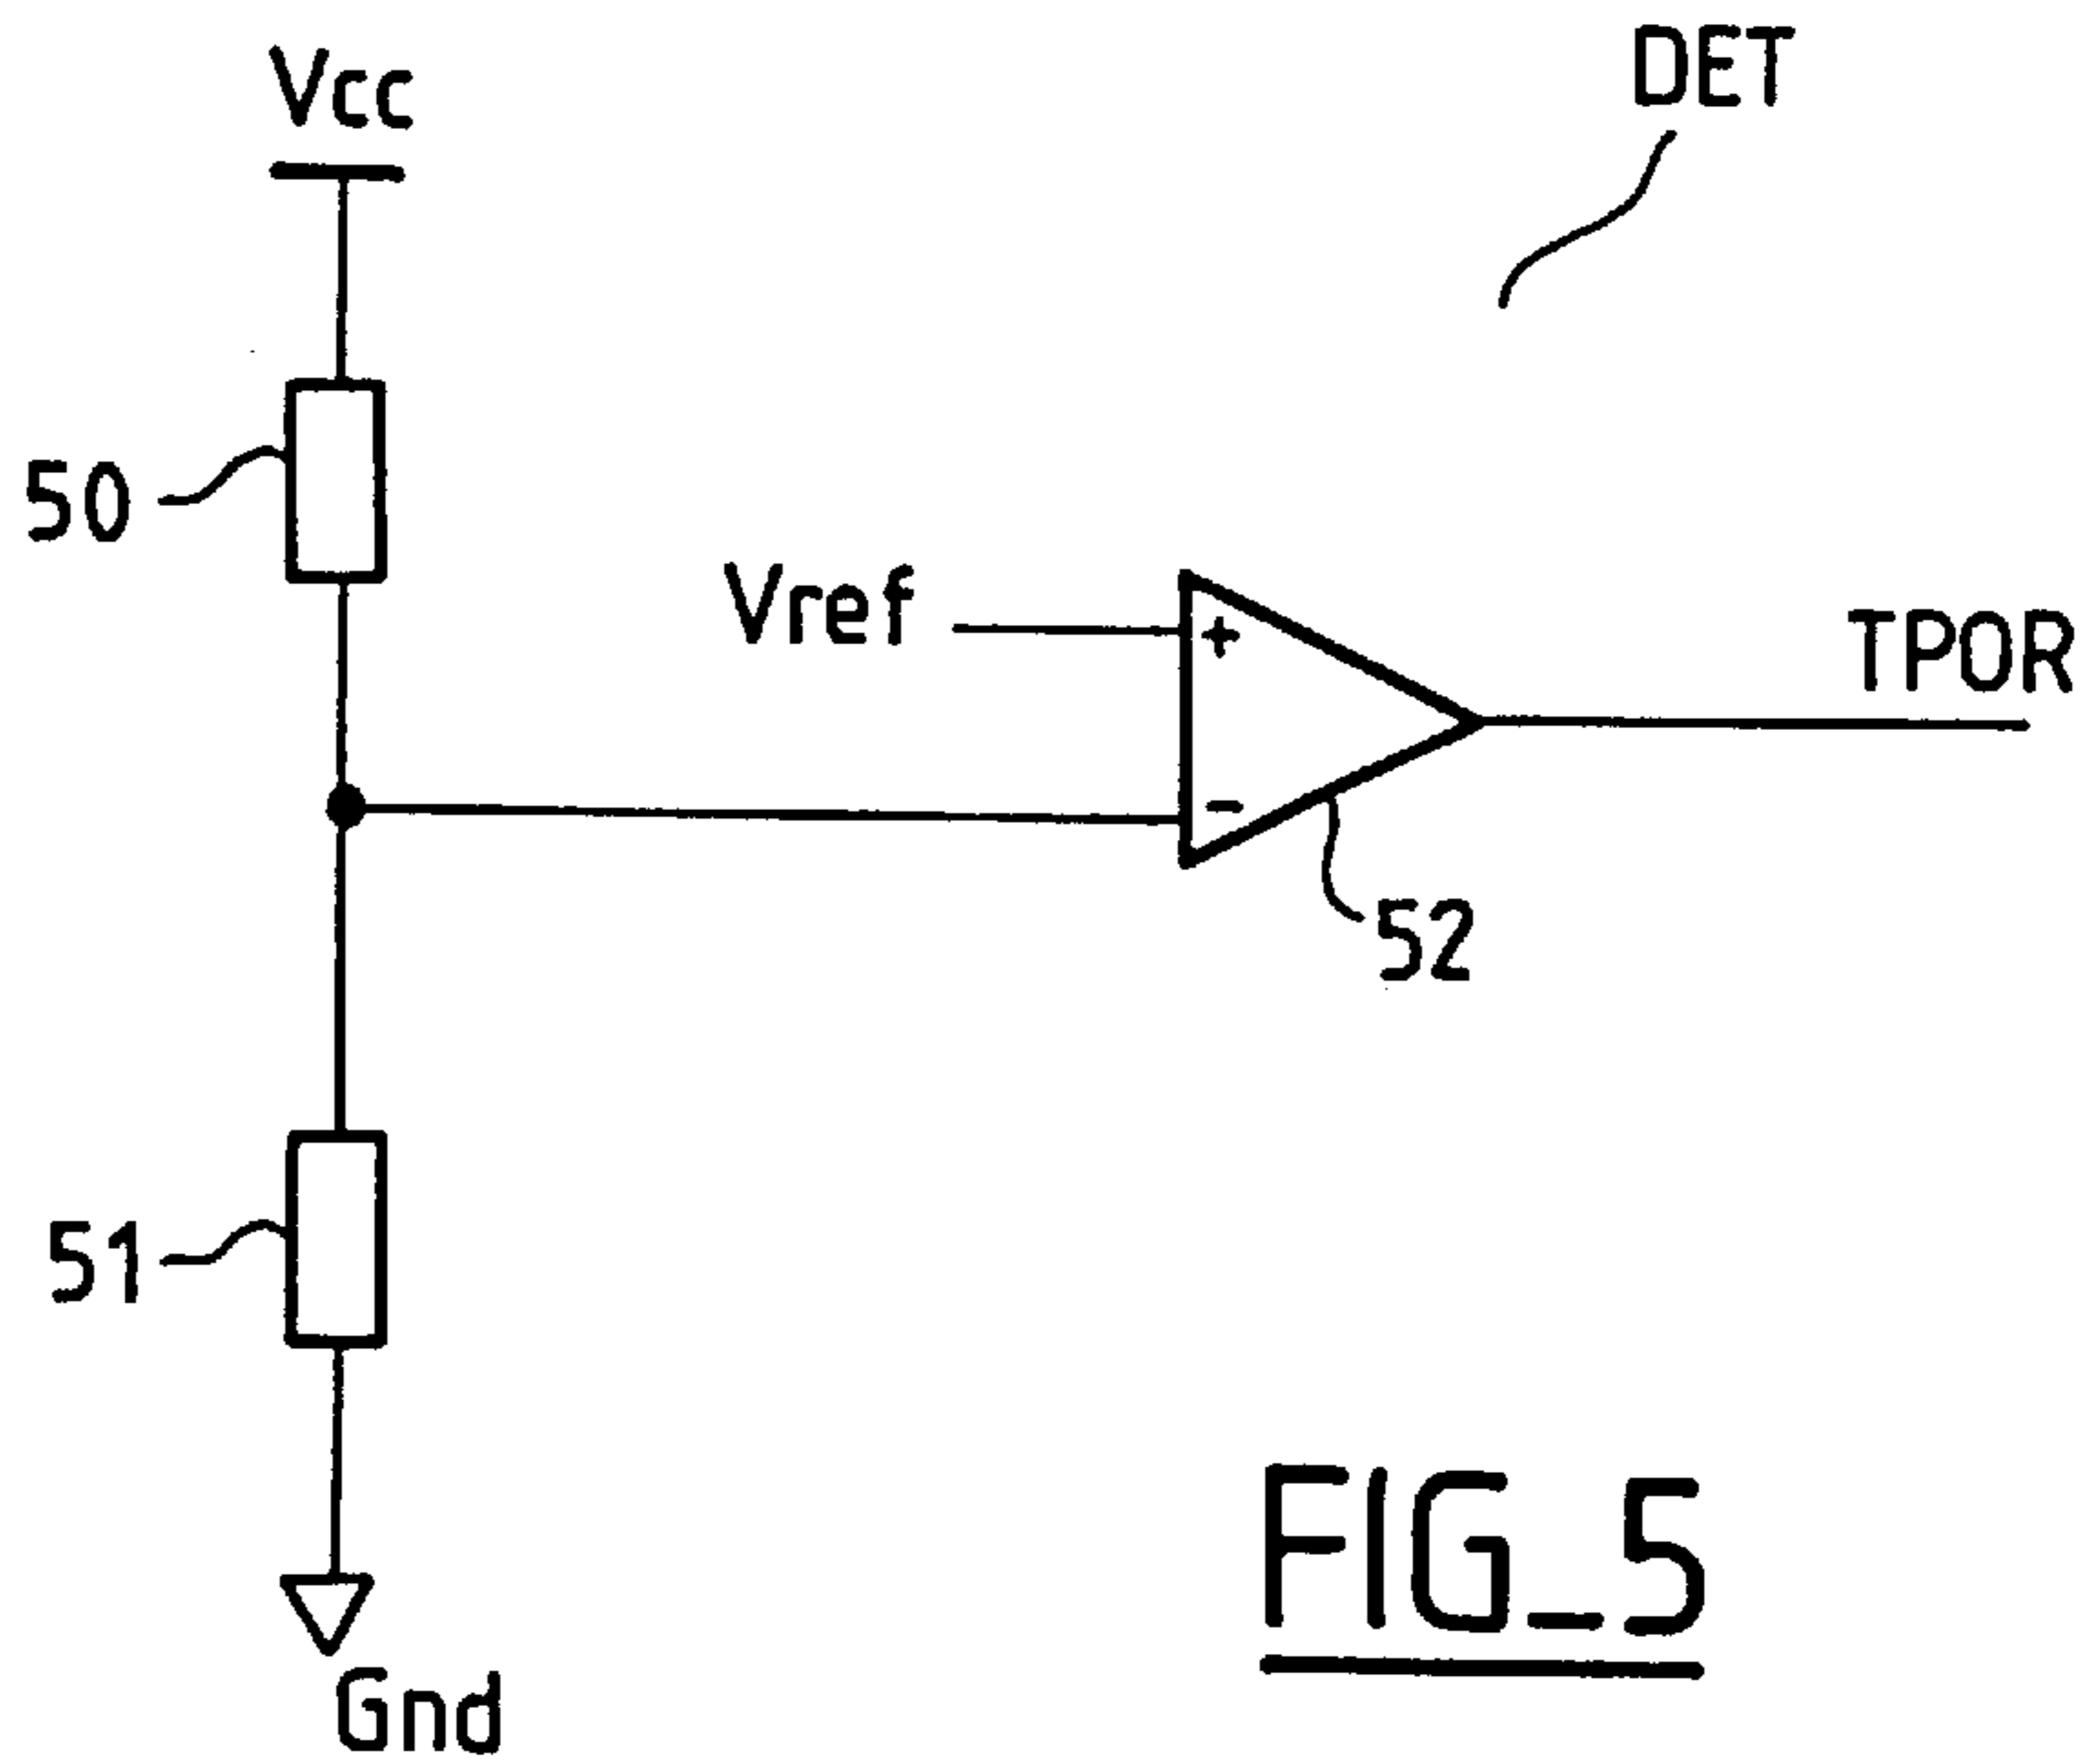 Vcc
DET
50
Vref
+
TPOR
-
52
51
FIG_5
Gnd